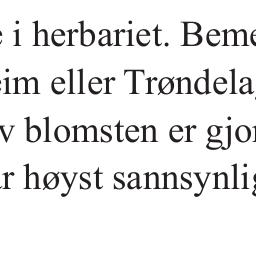 i herbariet. Beme
eim eller Trøndela
v blomsten er gjor
r høyst sannsynlig